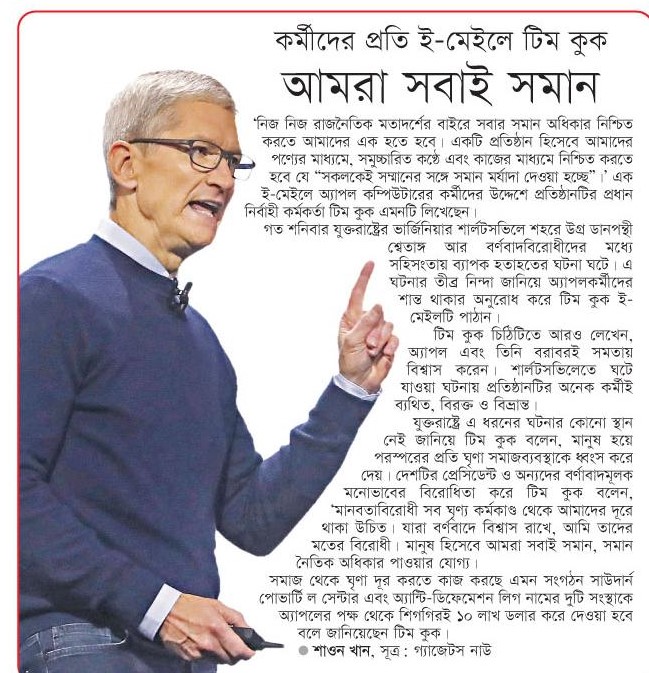 কর্মীদের প্রতি ই-মেইলে টিম কুক
আমরা সবাই সমান
‘নিজ নিজ রাজনৈতিক মতাদর্শের বাইরে সবার সমান অধিকার নিশ্চিত
করতে আমাদের এক হতে হবে। একটি প্রতিষ্ঠান হিসেবে আমাদের
পণ্যের মাধ্যমে, সমুচ্চারিত কণ্ঠে এবং কাজের মাধ্যমে নিশ্চিত করতে
হবে যে “সকলকেই সম্মানের সঙ্গে সমান মর্যাদা দেওয়া হচ্ছে”।’ এক
ই-মেইলে অ্যাপল কম্পিউটারের কর্মীদের উদ্দেশে প্রতিষ্ঠানটির প্রধান
নির্বাহী কর্মকর্তা টিম কুক এমনটি লিখেছেন।
গত শনিবার যুক্তরাষ্ট্রের ভার্জিনিয়ার শার্লটসভিলে শহরে উগ্র ডানপন্থী
শ্বেতাঙ্গ আর বর্ণবাদবিরোধীদের মধ্যে
সহিংসতায় ব্যাপক হতাহতের ঘটনা ঘটে। এ
ঘটনার তীব্র নিন্দা জানিয়ে অ্যাপলকর্মীদের
শান্ত থাকার অনুরোধ করে টিম কুক ই-
মেইলটি পাঠান।
টিম কুক চিঠিটিতে আরও লেখেন,
অ্যাপল এবং তিনি বরাবরই সমতায়
বিশ্বাস করেন। শার্লটসভিলেতে ঘটে
যাওয়া ঘটনায় প্রতিষ্ঠানটির অনেক কর্মীই
ব্যথিত, বিরক্ত ও বিভ্রান্ত।
যুক্তরাষ্ট্রে এ ধরনের ঘটনার কোনো স্থান
নেই জানিয়ে টিম কুক বলেন, মানুষ হয়ে
পরস্পরের প্রতি ঘৃণা সমাজব্যবস্থাকে ধ্বংস করে
দেয়। দেশটির প্রেসিডেন্ট ও অন্যদের বর্ণবাদমূলক
মনোভাবের বিরোধিতা করে টিম কুক বলেন,
‘মানবতাবিরোধী সব ঘৃণ্য কর্মকাণ্ড থেকে আমাদের দূরে
থাকা উচিত। যারা বর্ণবাদে বিশ্বাস রাখে, আমি তাদের
মতের বিরোধী। মানুষ হিসেবে আমরা সবাই সমান, সমান
নৈতিক অধিকার পাওয়ার যোগ্য।
সমাজ থেকে ঘৃণা দূর করতে কাজ করছে এমন সংগঠন সাউদার্ন
পোভার্টি ল সেন্টার এবং অ্যান্টি-ডিফেমেশন লিগ নামের দুটি সংস্থাকে
অ্যাপলের পক্ষ থেকে শিগগিরই ১০ লাখ ডলার করে দেওয়া হবে
বলে জানিয়েছেন টিম কুক।
● শাওন খান, সূত্র : গ্যাজেটস নাউ